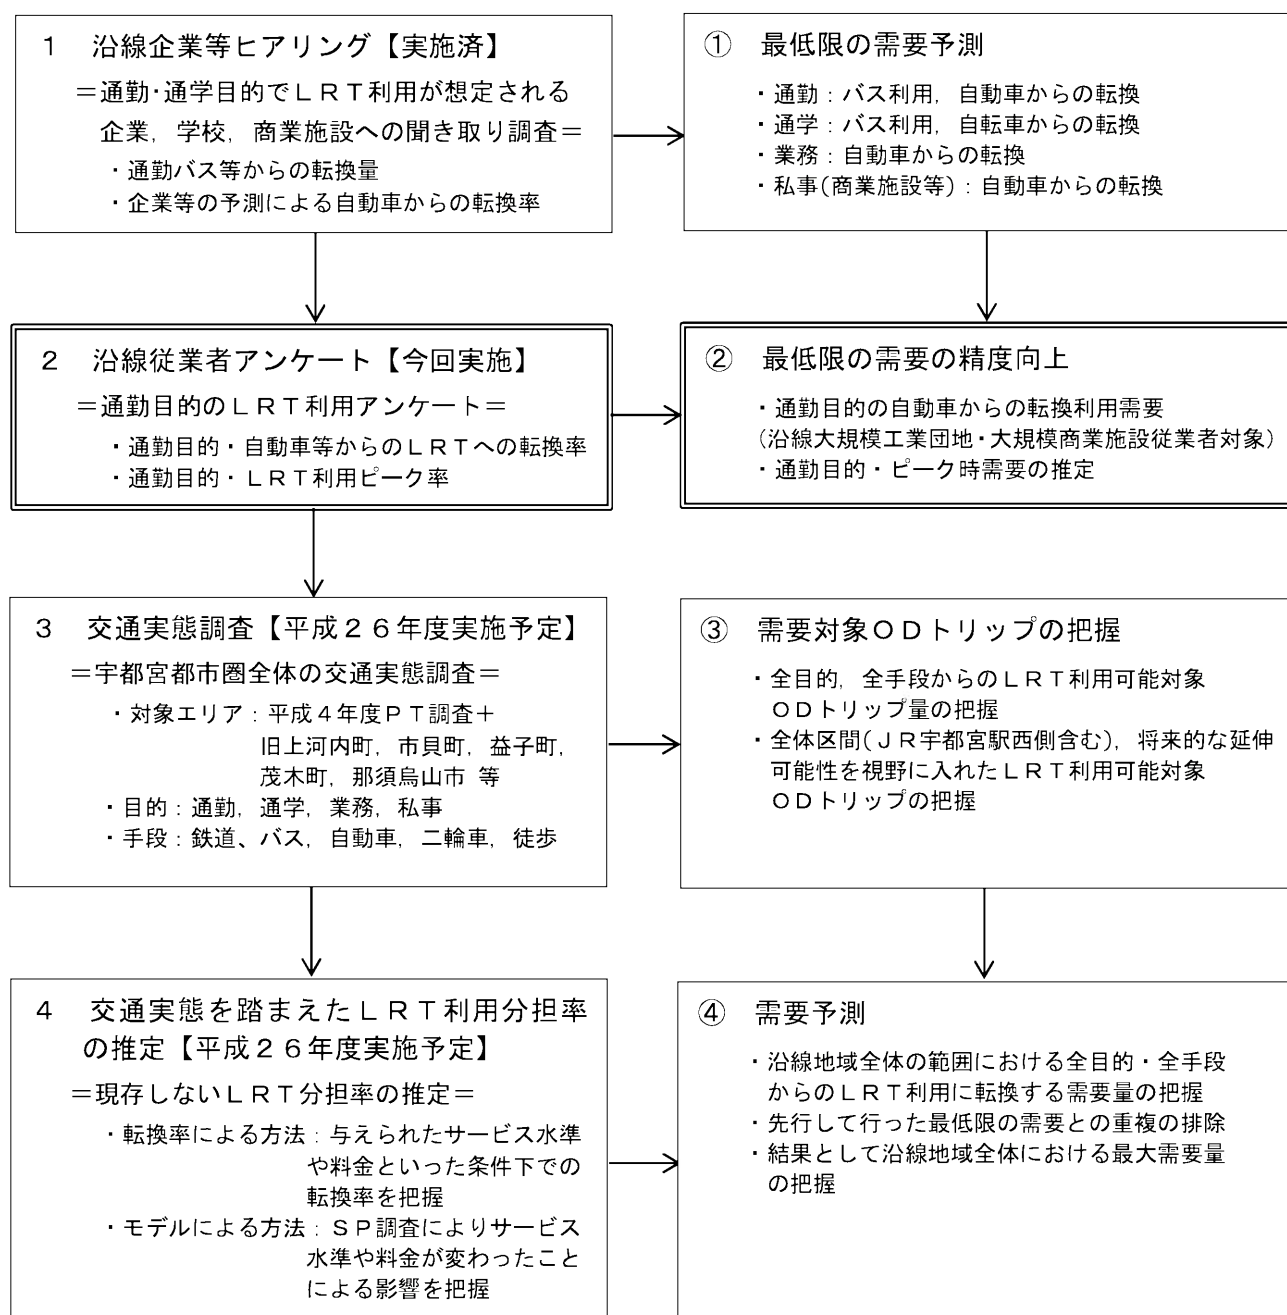 1 沿線企業等ヒアリング【実施済】
=通勤・通学目的でLRT利用が想定される
企業,学校,商業施設への聞き取り調査=
・通勤バス等からの転換量
・企業等の予測による自動車からの転換率
① 最低限の需要予測
・通勤:バス利用,自動車からの転換
・通学:バス利用,自転車からの転換
・業務:自動車からの転換
・私事(商業施設等):自動車からの転換
2 沿線従業者アンケート【今回実施】
=通勤目的のLRT利用アンケート=
・通勤目的・自動車等からのLRTへの転換率
・通勤目的・LRT利用ピーク率
② 最低限の需要の精度向上
・通勤目的の自動車からの転換利用需要
(沿線大規模工業団地・大規模商業施設従業者対象)
・通勤目的・ピーク時需要の推定
3 交通実態調査【平成26年度実施予定】
=宇都宮都市圏全体の交通実態調査=
・対象エリア:平成4年度PT調査+
旧上河内町,市貝町,益子町,
茂木町,那須烏山市 等
・目的:通勤,通学,業務,私事
・手段:鉄道、バス,自動車,二輪車,徒歩
③ 需要対象ODトリップの把握
・全目的,全手段からのLRT利用可能対象
ODトリップ量の把握
・全体区間(JR宇都宮駅西側含む),将来的な延伸
可能性を視野に入れたLRT利用可能対象
ODトリップの把握
4 交通実態を踏まえたLRT利用分担率
の推定【平成26年度実施予定】
=現存しないLRT分担率の推定=
・転換率による方法:与えられたサービス水準
や料金といった条件下での
転換率を把握
・モデルによる方法:SP調査によりサービス
水準や料金が変わったこと
による影響を把握
④ 需要予測
・沿線地域全体の範囲における全目的・全手段
からのLRT利用に転換する需要量の把握
・先行して行った最低限の需要との重複の排除
・結果として沿線地域全体における最大需要量
の把握